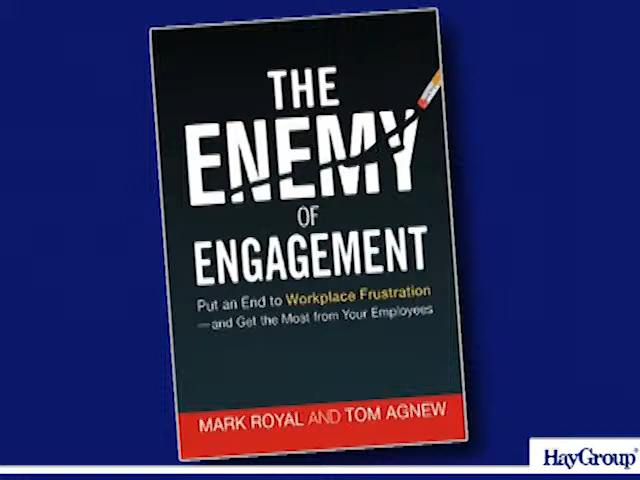 THE
ENEMY
OF
ENGAGEMENT
Put an End to Workplace Frustration
—and Get the Most from Your Employees
MARK ROYAL AND TOM AGNEW
HayGroup®